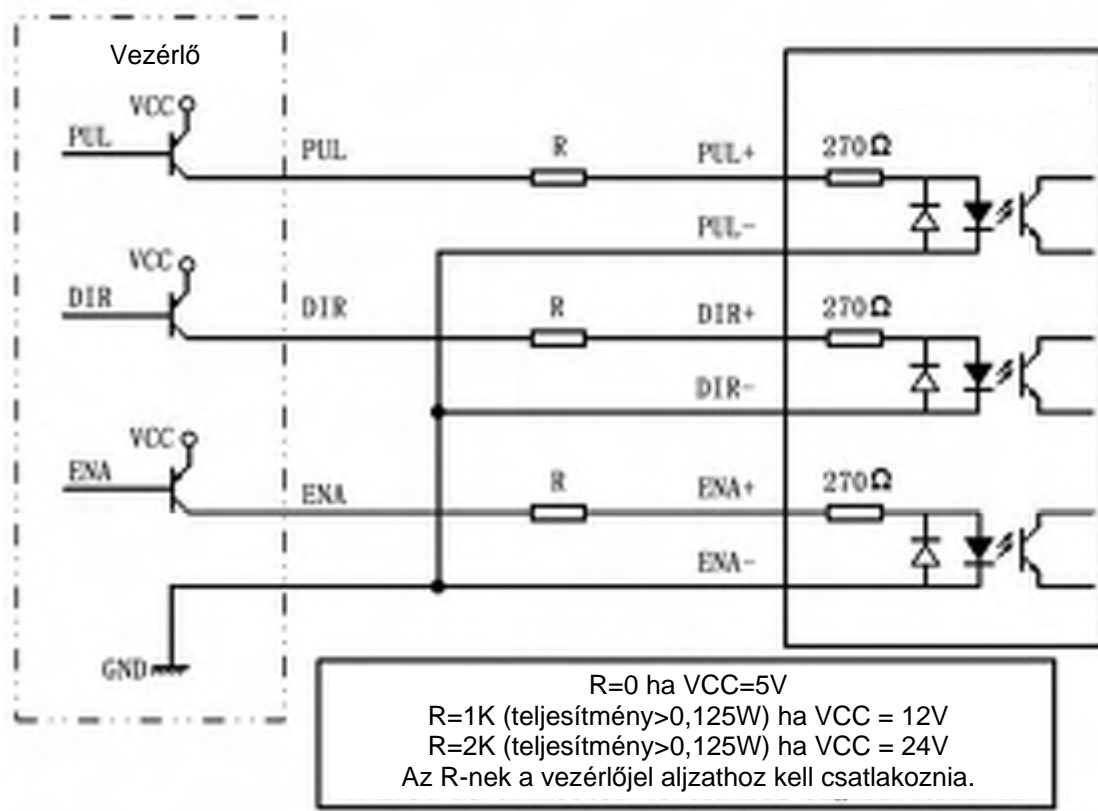 Vezérlő
VCC
PUL
PUL
R
PUL+
270Ω
PUL-
VCC
DIR
DIR
R
DIR+
270Ω
DIR-
VCC
ENA
ENA
R
ENA+
270Ω
ENA-
GND
R=0 ha VCC=5V
R=1K (teljesítmény>0,125W) ha VCC = 12V
R=2K (teljesítmény>0,125W) ha VCC = 24V
Az R-nek a vezérlőjel aljzathoz kell csatlakoznia.